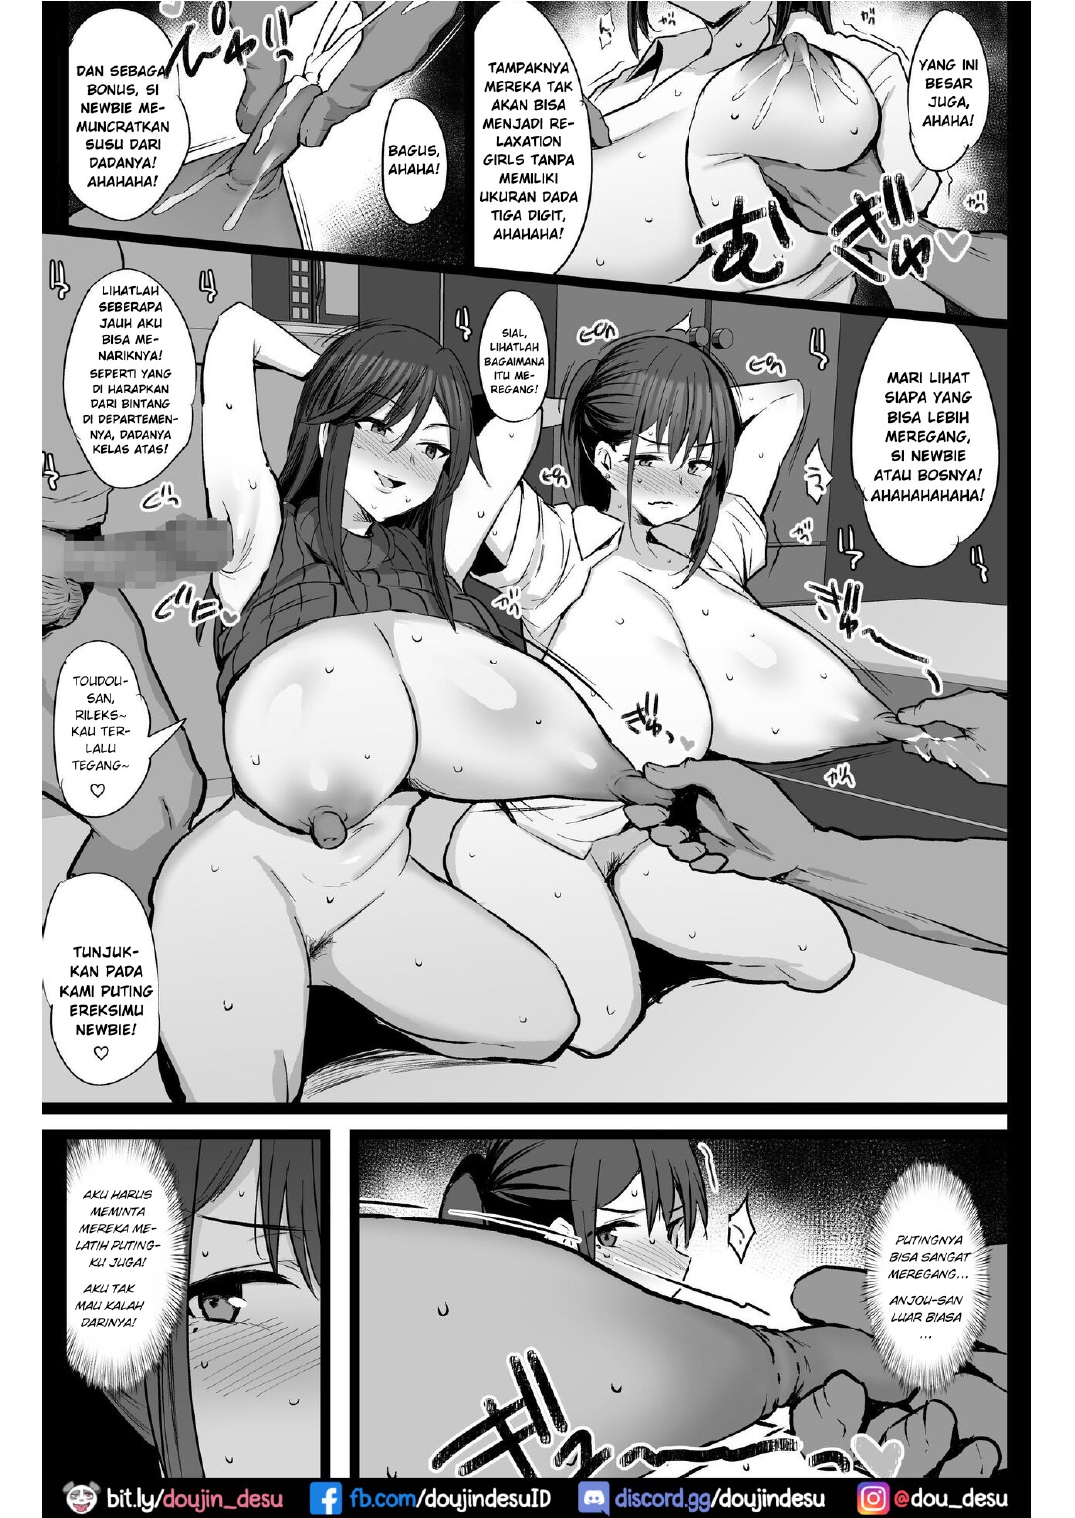 YANG INI
BESAR
JUGA,
AHAHA!
TAMPAKNYA
MEREKA TAK
AKAN BISA
MENJADI RE-
LAXATION
GIRLS TANPA
MEMILIKI
UKURAN DADA
TIGA DIGIT,
AHAHAHA!
BAGUS,
AHAHA!
DAN SEBAGAI
BONUS, SI
NEWBIE ME-
MUNCRATKAN
SUSU DARI
DADANYA!
AHAHAHA!
MARI LIHAT
SIAPA YANG
BISA LEBIH
MEREGANG,
SI NEWBIE
ATAU BOSNYA!
AHAHAHAHAHA!
SIAL,
LIHATLAH
BAGAIMANA
ITU ME-
REGANG!
LIHATLAH
SEBERAPA
JAUH AKU
BISA ME-
NARIKNYA!
SEPERTI YANG
DI HARAPKAN
DARI BINTANG
DI DEPARTEMEN-
NYA, DADANYA
KELAS ATAS!
TOUDOU-
SAN,
RILEKS~
KAU TER-
LALU
TEGANG~
♡
TUNJUK-
KAN PADA
KAMI PUTING
EREKSIMU
NEWBIE!
♡
PUTINGNYA
BISA SANGAT
MEREGANG...
ANJOU-SAN
LUAR BIASA
...
AKU HARUS
MEMINTA
MEREKA ME-
LATIH PUTING-
KU JUGA!
AKU TAK
MAU KALAH
DARINYA!
bit.ly/doujin_desu
fb.com/doujindesuID
discord.gg/doujindesu
@dou_desu